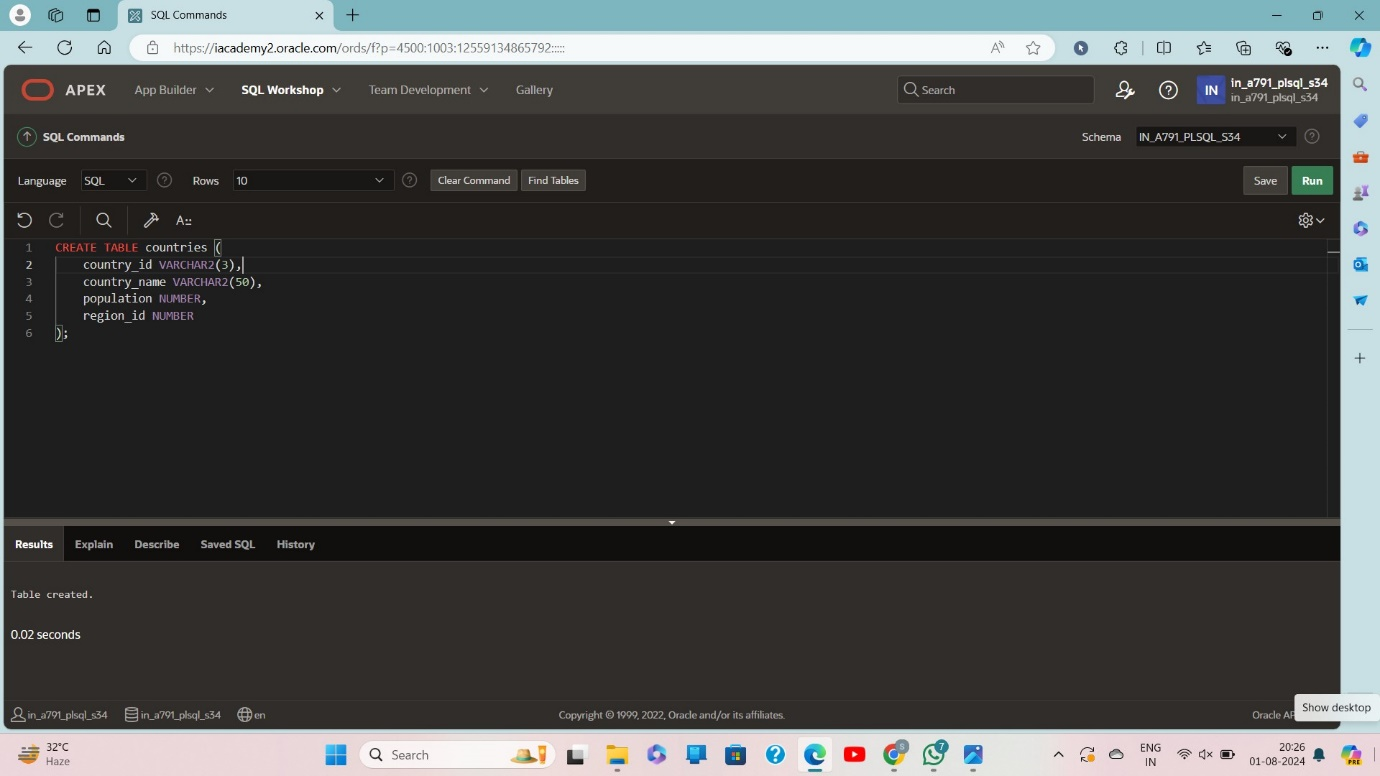 SQL Commands
https://iacademy2.oracle.com/ords/f?p=4500:1003:12559134865792:::::
APEX App Builder SQL Workshop Team Development Gallery Search IN in_a791_plsql_s34
in_a791_plsql_s34
SQL Commands Schema IN_A791_PLSQL_S34
Language SQL Rows 10 Clear Command Find Tables Save Run
A::
1 CREATE TABLE countries (
2 country_id VARCHAR2(3),
3 country_name VARCHAR2(50),
4 population NUMBER,
5 region_id NUMBER
6 );
Results Explain Describe Saved SQL History
Table created.
0.02 seconds
in_a791_plsql_s34 in_a791_plsql_s34 en Copyright © 1999, 2022, Oracle and/or its affiliates. Oracle AP
Show desktop
32°C
Haze
Search
S
7
ENG
IN
20:26
01-08-2024
PRE